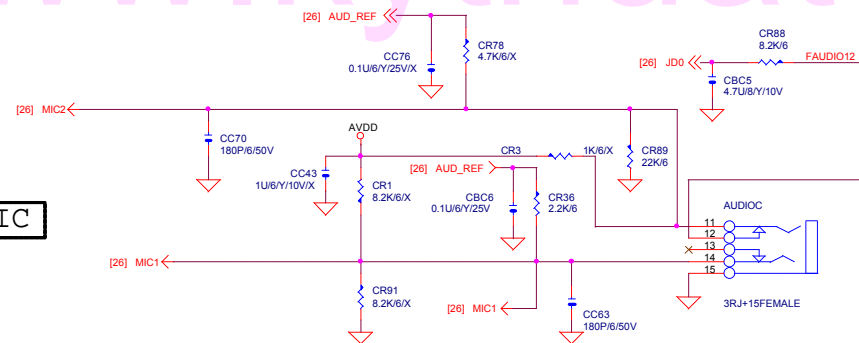 [26] AUD_REF
CR78
4.7K/6/X
CC76
0.1U/6/Y/25V/X
CR88
8.2K/6
[26] JD0
FAUDIO12
CBC5
4.7U/8/Y/10V
[26] MIC2
CC70
180P/6/50V
AVDD
CR3
1K/6/X
CR89
22K/6
CC43
1U/6/Y/10V/X
[26] AUD_REF
CR1
8.2K/6/X
CBC6
0.1U/6/Y/25V
CR36
2.2K/6
AUDIOC
IC
11
12
13
14
15
[26] MIC1
CR91
8.2K/6/X
[26] MIC1
CC63
180P/6/50V
3RJ+15FEMALE